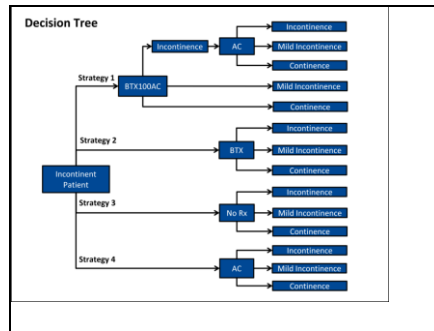 Decision Tree
Incontinence
Incontinence
AC
Mild Incontinence
Continence
Strategy 1
BTX100AC
Mild Incontinence
Continence
Strategy 2
Incontinence
BTX
Mild Incontinence
Continence
Incontinent
Patient
Strategy 3
Incontinence
No Rx
Mild Incontinence
Continence
Strategy 4
Incontinence
AC
Mild Incontinence
Continence